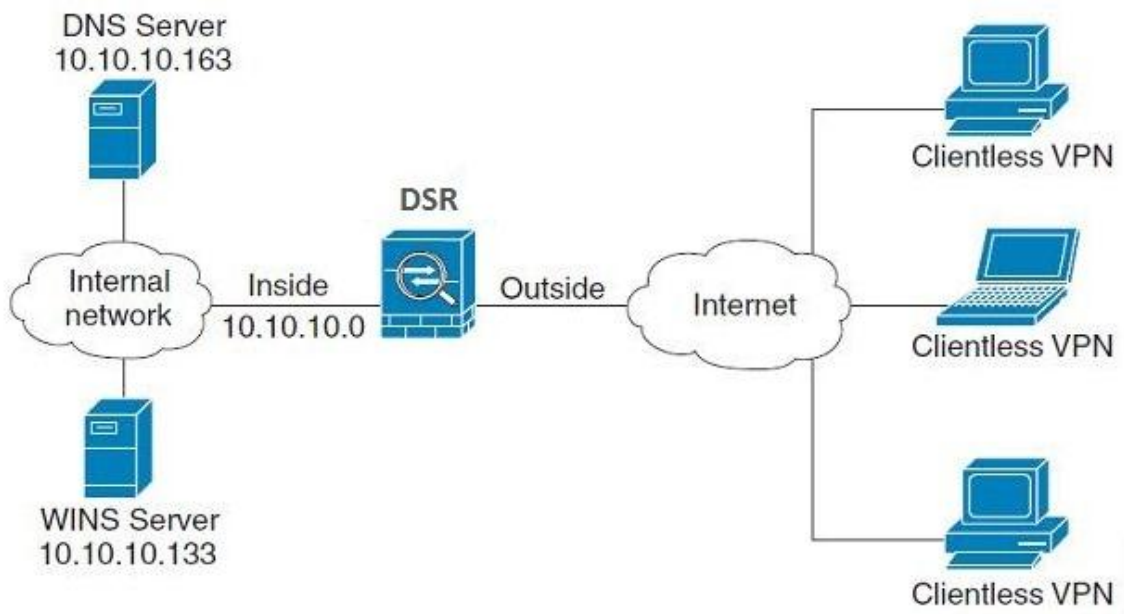 DNS Server
10.10.10.163
Internal
network
WINS Server
10.10.10.133
Inside
10.10.10.0
DSR
Outside
Internet
Clientless VPN
Clientless VPN
Clientless VPN